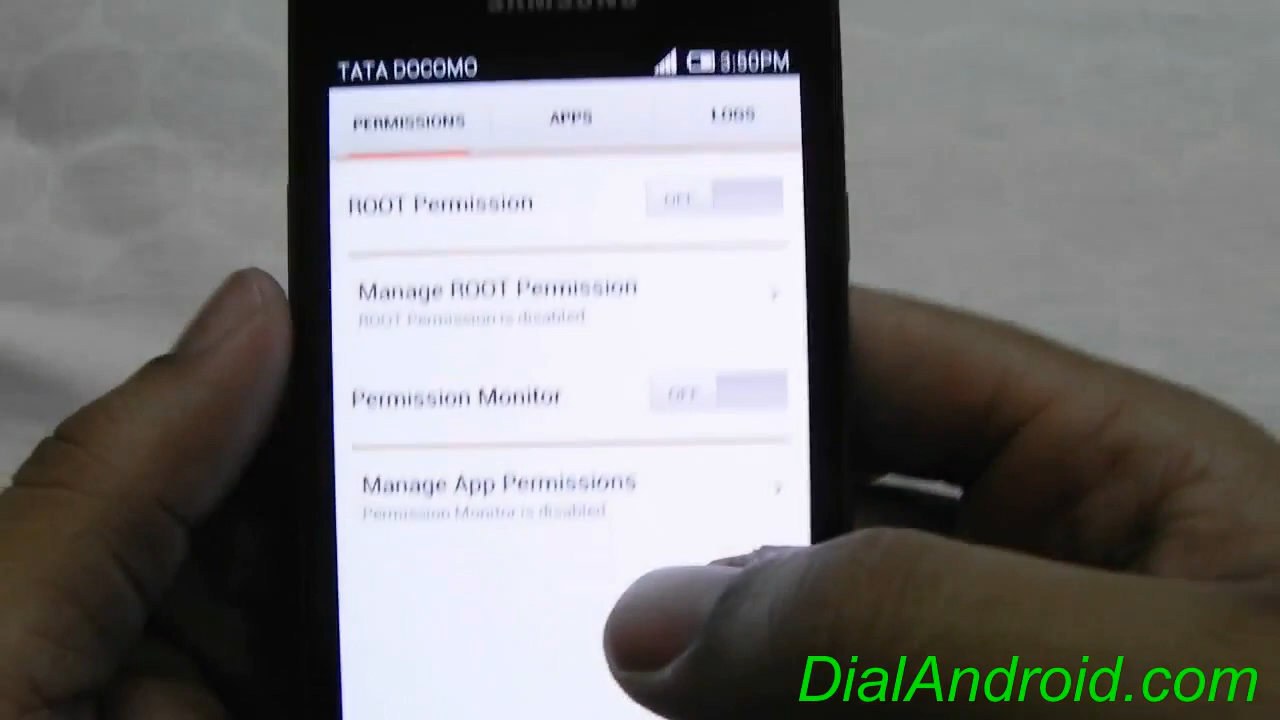 SAMSUNG
TATA DOCOMO 3:50PM
PERMISSIONS APPS LOGS
ROOT Permission OFF
Manage ROOT Permission
ROOT Permission is disabled
Permission Monitor OFF
Manage App Permissions
Permission Monitor is disabled
DialAndroid.com